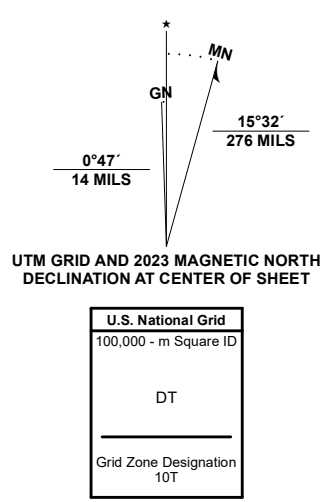 ★
MN
GN
15°32´
276 MILS
0°47´
14 MILS
UTM GRID AND 2023 MAGNETIC NORTH
DECLINATION AT CENTER OF SHEET
U.S. National Grid
100,000 - m Square ID
DT
Grid Zone Designation
10T